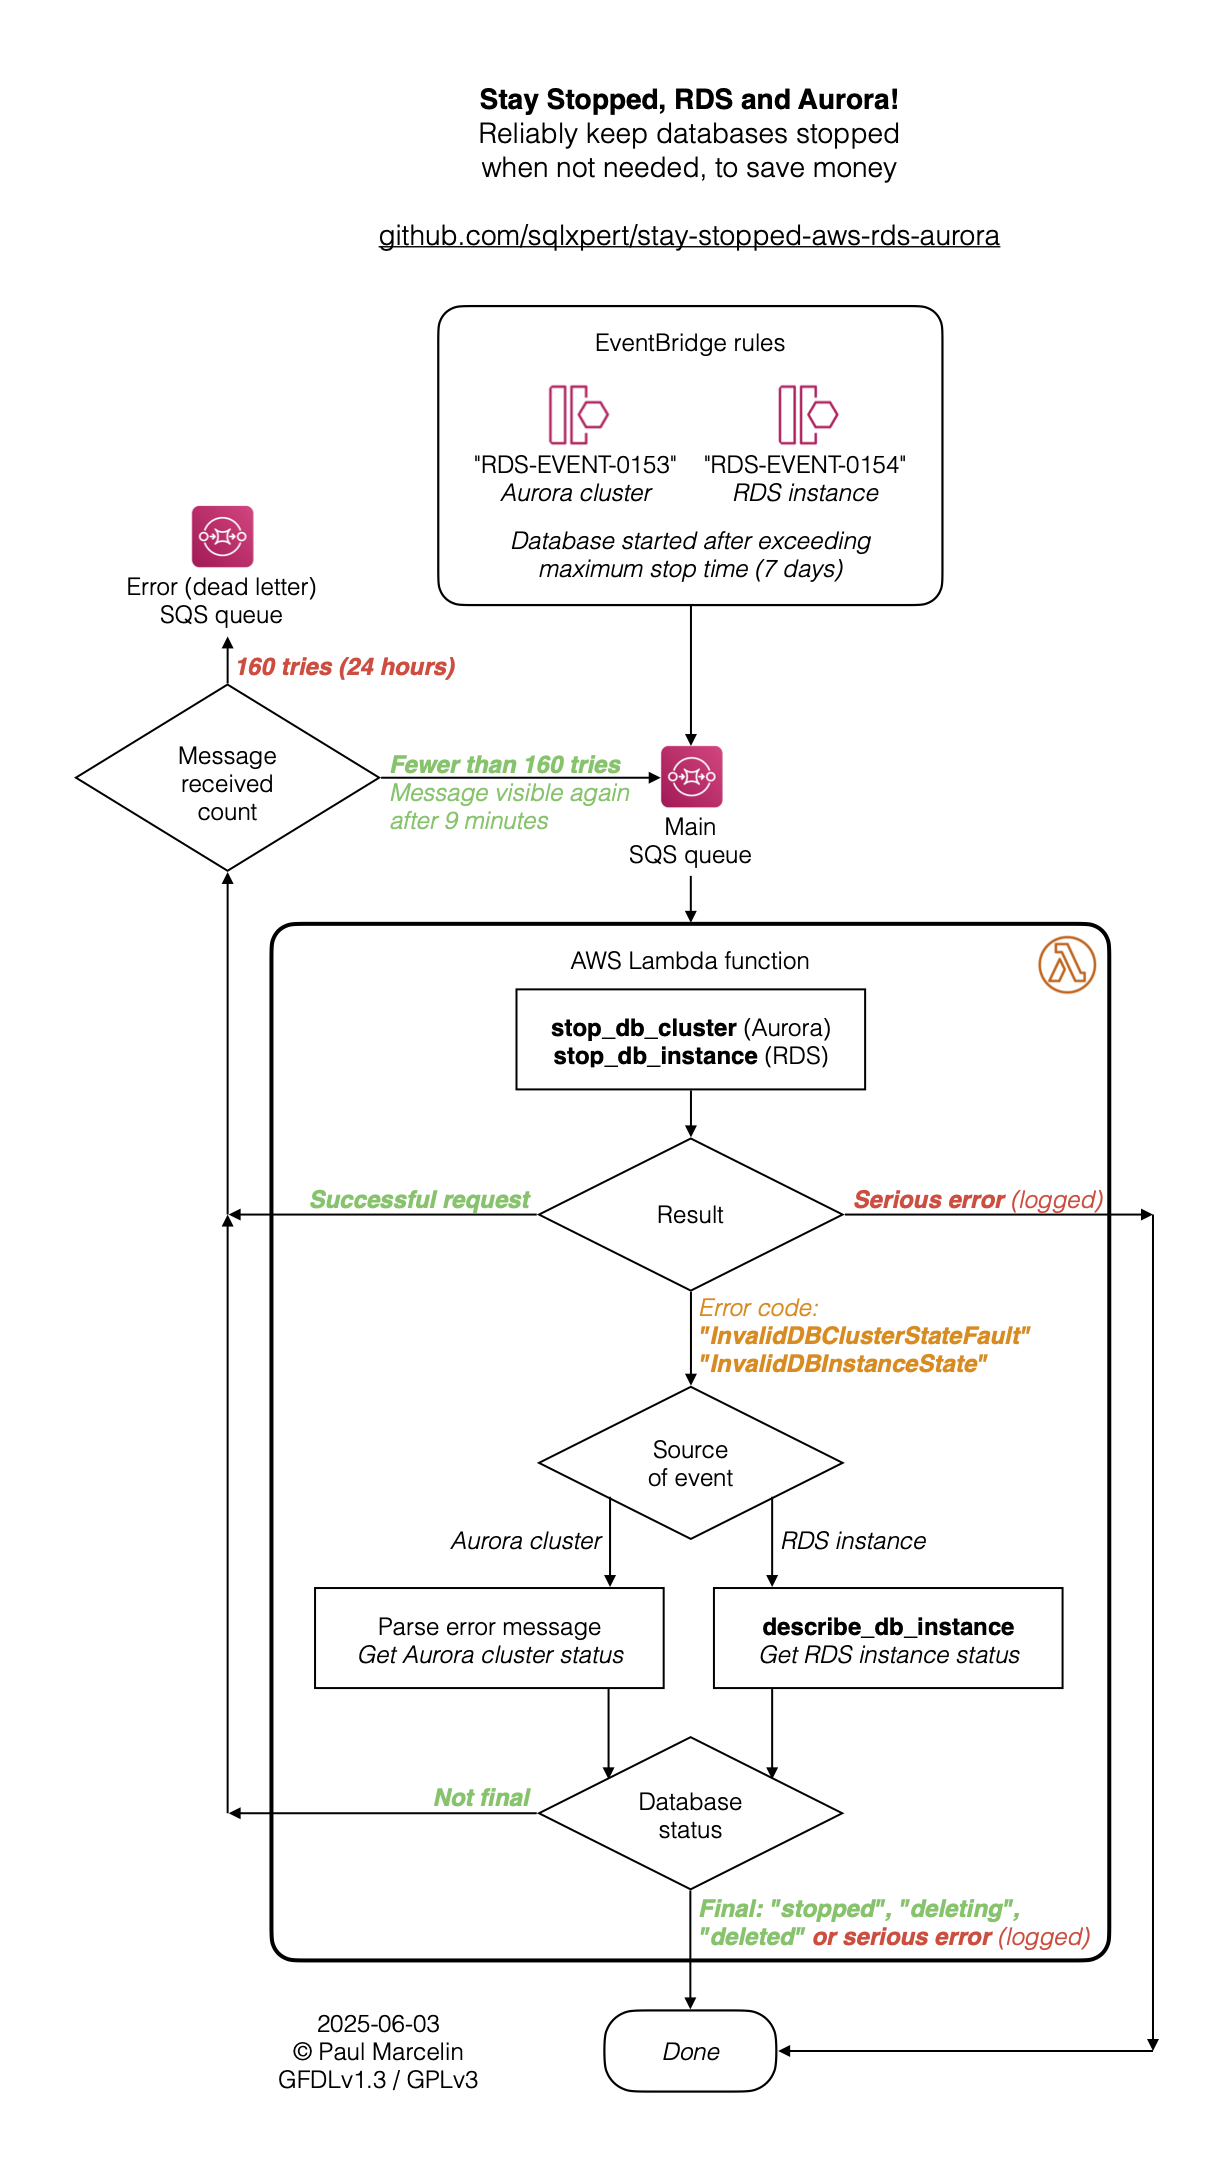 Stay Stopped, RDS and Aurora!
Reliably keep databases stopped
when not needed, to save money
github.com/sqlxpert/stay-stopped-aws-rds-aurora
EventBridge rules
"RDS-EVENT-0153"
Aurora cluster
"RDS-EVENT-0154"
RDS instance
Database started after exceeding
maximum stop time (7 days)
Error (dead letter)
SQS queue
160 tries (24 hours)
Message
received
count
Fewer than 160 tries
Message visible again
after 9 minutes
Main
SQS queue
AWS Lambda function
stop_db_cluster (Aurora)
stop_db_instance (RDS)
Successful request
Result
Serious error (logged)
Error code:
"InvalidDBClusterStateFault"
"InvalidDBInstanceState"
Source
of event
Aurora cluster
RDS instance
Parse error message
Get Aurora cluster status
describe_db_instance
Get RDS instance status
Not final
Database
status
Final: "stopped", "deleting",
"deleted" or serious error (logged)
Done
2025-06-03
© Paul Marcelin
GFDLv1.3 / GPLv3